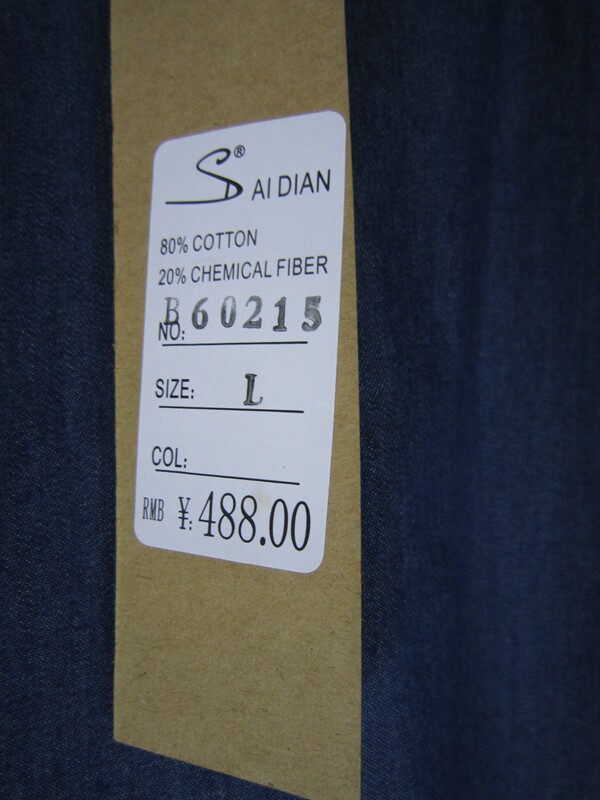 S® AI DIAN
80% COTTON
20% CHEMICAL FIBER
NO: B60215
SIZE: L
COL:
RMB ¥: 488.00